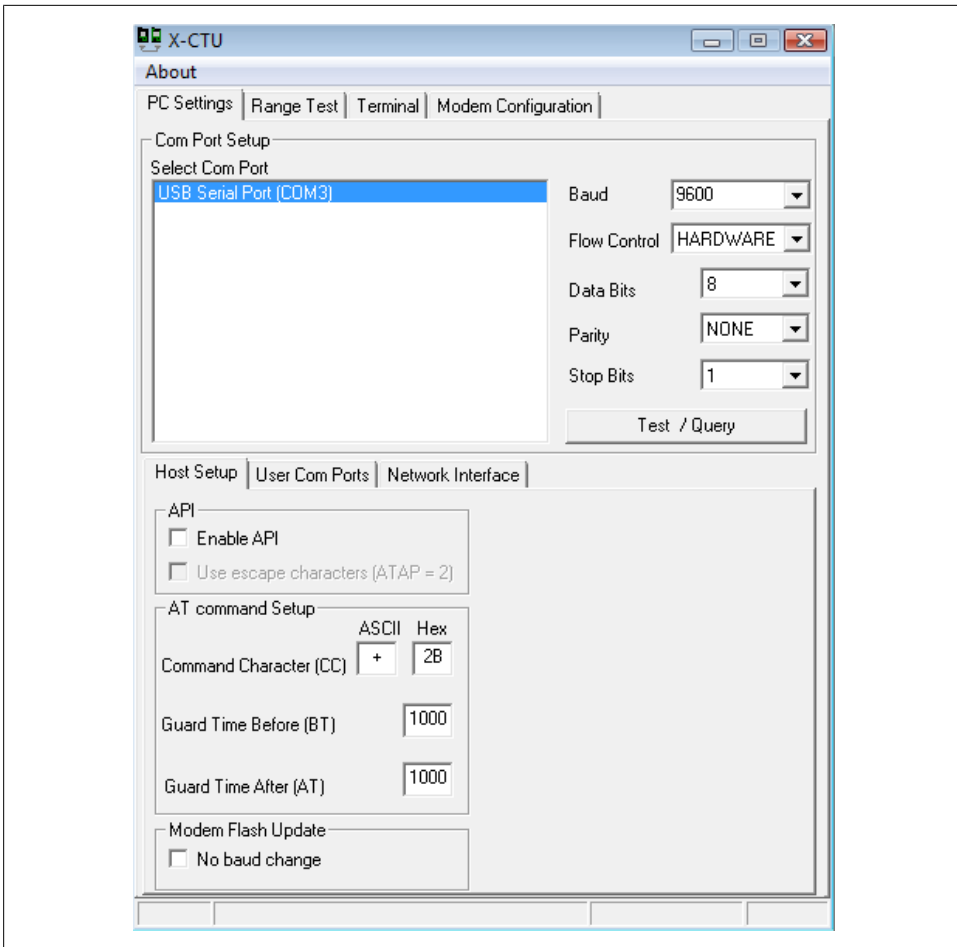 X-CTU
About
PC Settings Range Test Terminal Modem Configuration
Com Port Setup
Select Com Port
USB Serial Port (COM3)
Baud 9600
Flow Control HARDWARE
Data Bits 8
Parity NONE
Stop Bits 1
Test / Query
Host Setup User Com Ports Network Interface
API
Enable API
Use escape characters (ATAP = 2)
AT command Setup
ASCII Hex
Command Character (CC) + 2B
Guard Time Before (BT) 1000
Guard Time After (AT) 1000
Modem Flash Update
No baud change